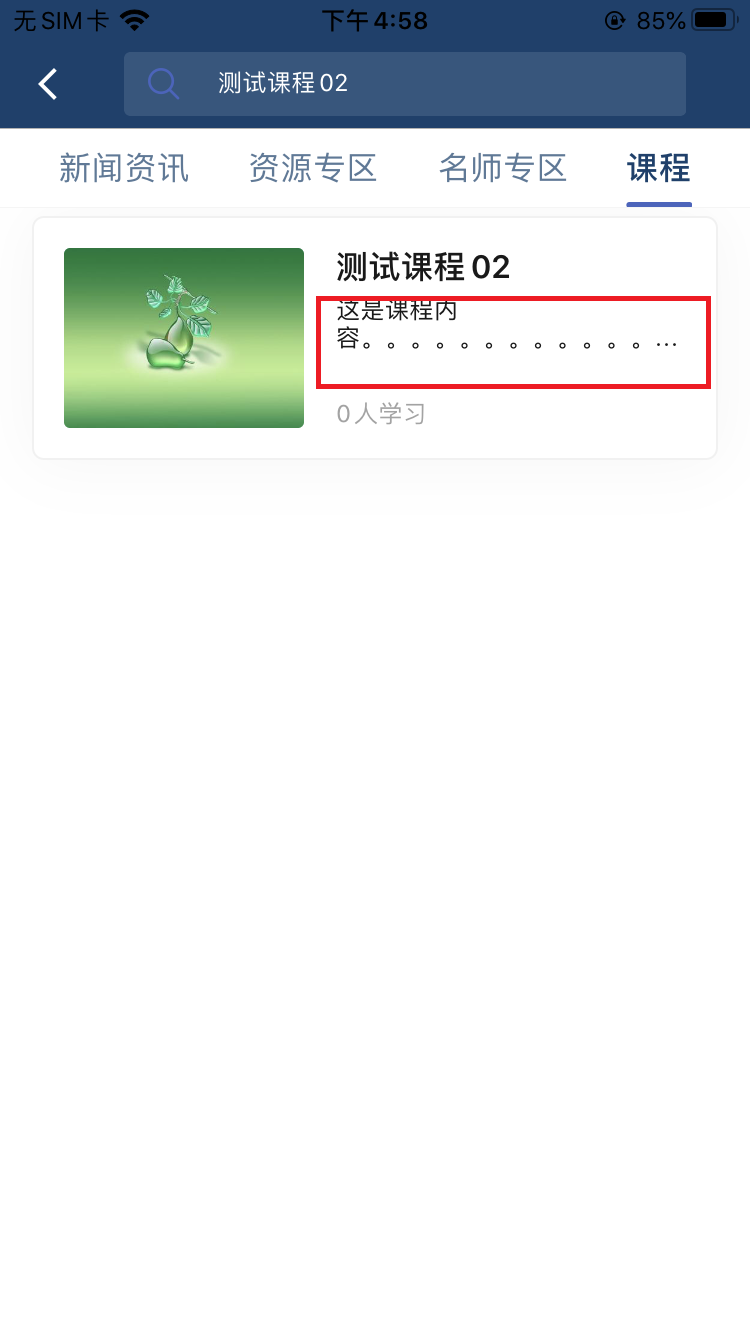 无SIM卡 下午4:58 85%
测试课程02
新闻资讯 资源专区 名师专区 课程
测试课程02
这是课程内
容。。。。。。。。。。。。...
0人学习